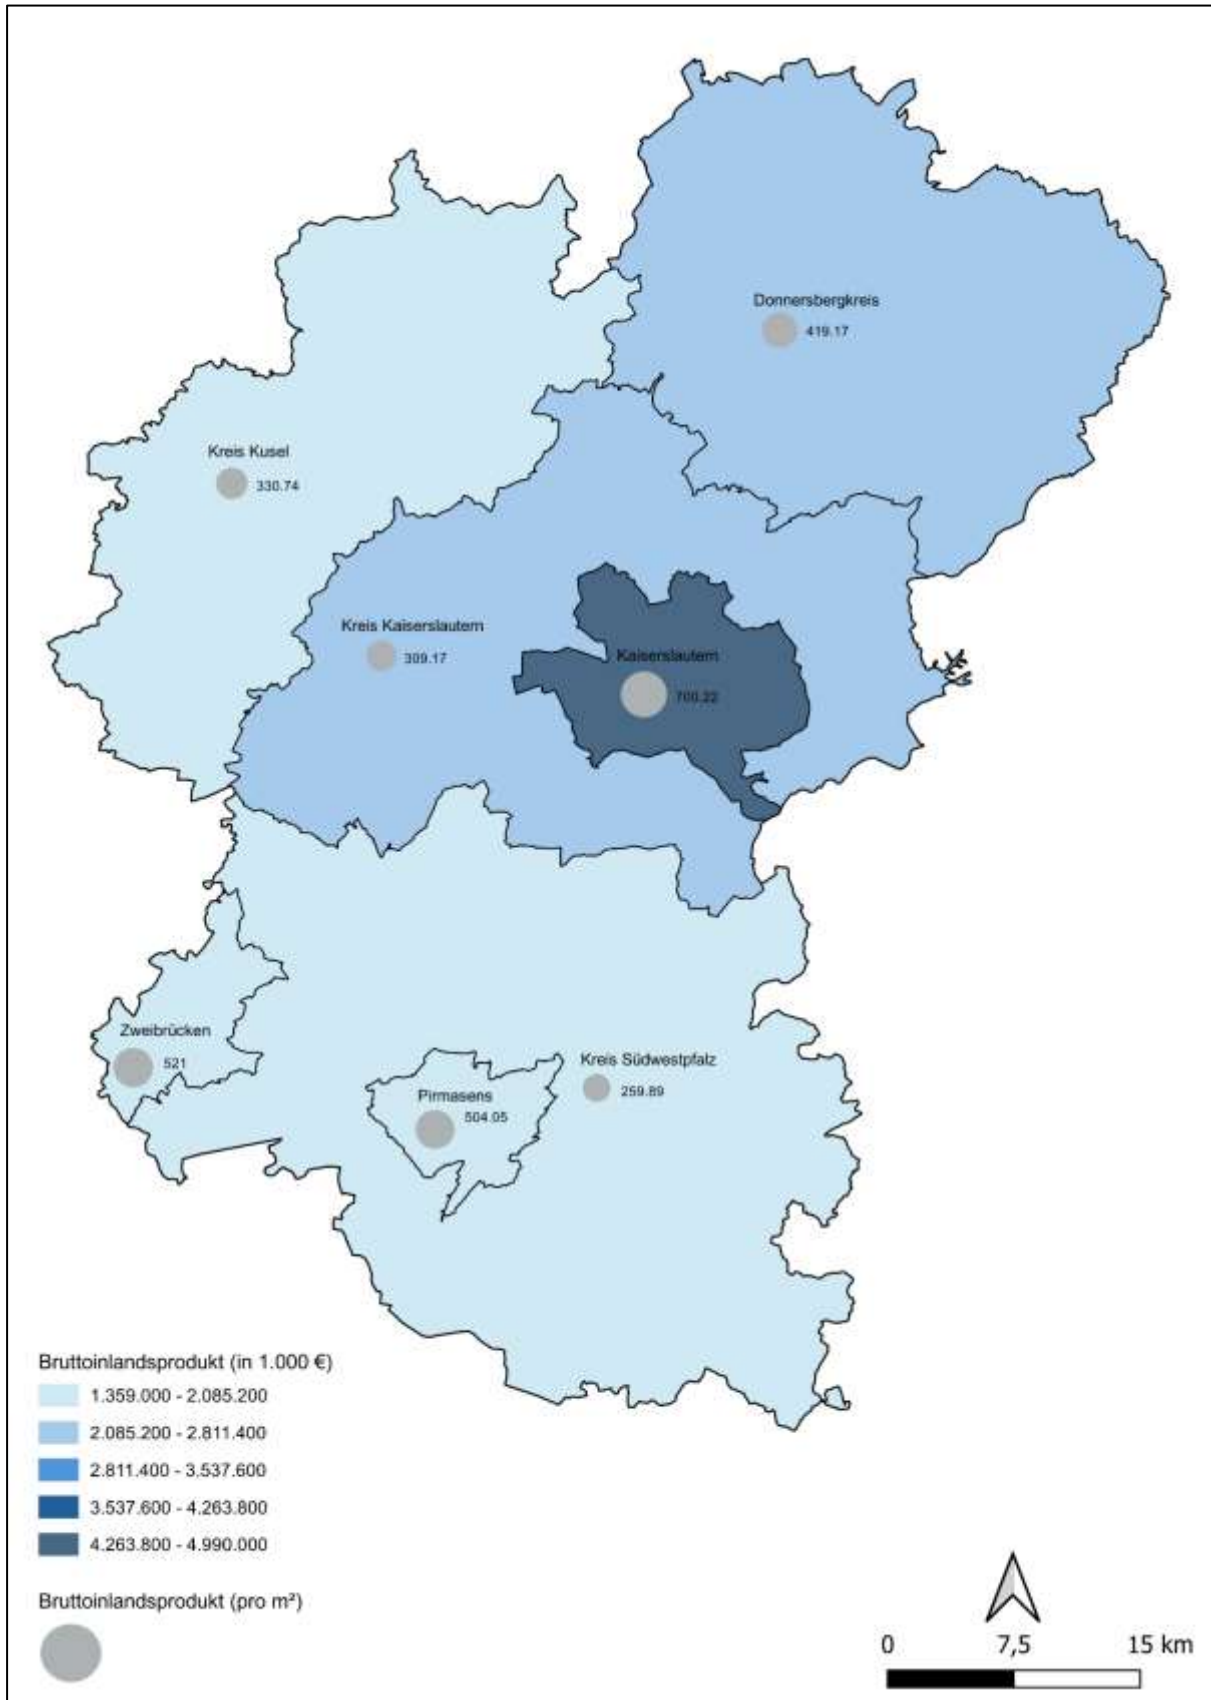 Donnersbergkreis
419.17
Kreis Kusel
330.74
Kreis Kaiserslautern
309.17
Kaiserslautern
700.22
Zweibrücken
521
Kreis Südwestpfalz
259.89
Pirmasens
504.05
Bruttoinlandsprodukt (in 1.000 €)
1.359.000 - 2.085.200
2.085.200 - 2.811.400
2.811.400 - 3.537.600
3.537.600 - 4.263.800
4.263.800 - 4.990.000
Bruttoinlandsprodukt (pro m²)
0 7,5 15 km